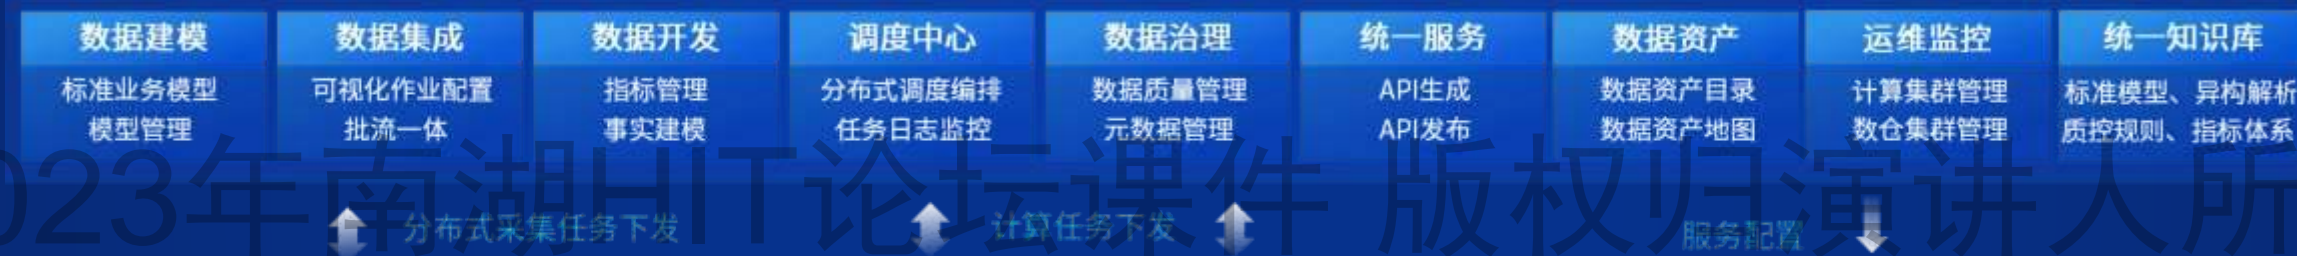 数据建模 数据集成 数据开发 调度中心 数据治理 统一服务 数据资产 运维监控 统一知识库
标准业务模型 可视化作业配置 指标管理 分布式调度编排 数据质量管理 API生成 数据资产目录 计算集群管理 标准模型、异构解析
模型管理 批流一体 事实建模 任务日志监控 元数据管理 API发布 数据资产地图 数仓集群管理 质控规则、指标体系
023年南湖HIT论坛课件 版权归演讲人所
分布式采集任务下发 计算任务下发 服务配置